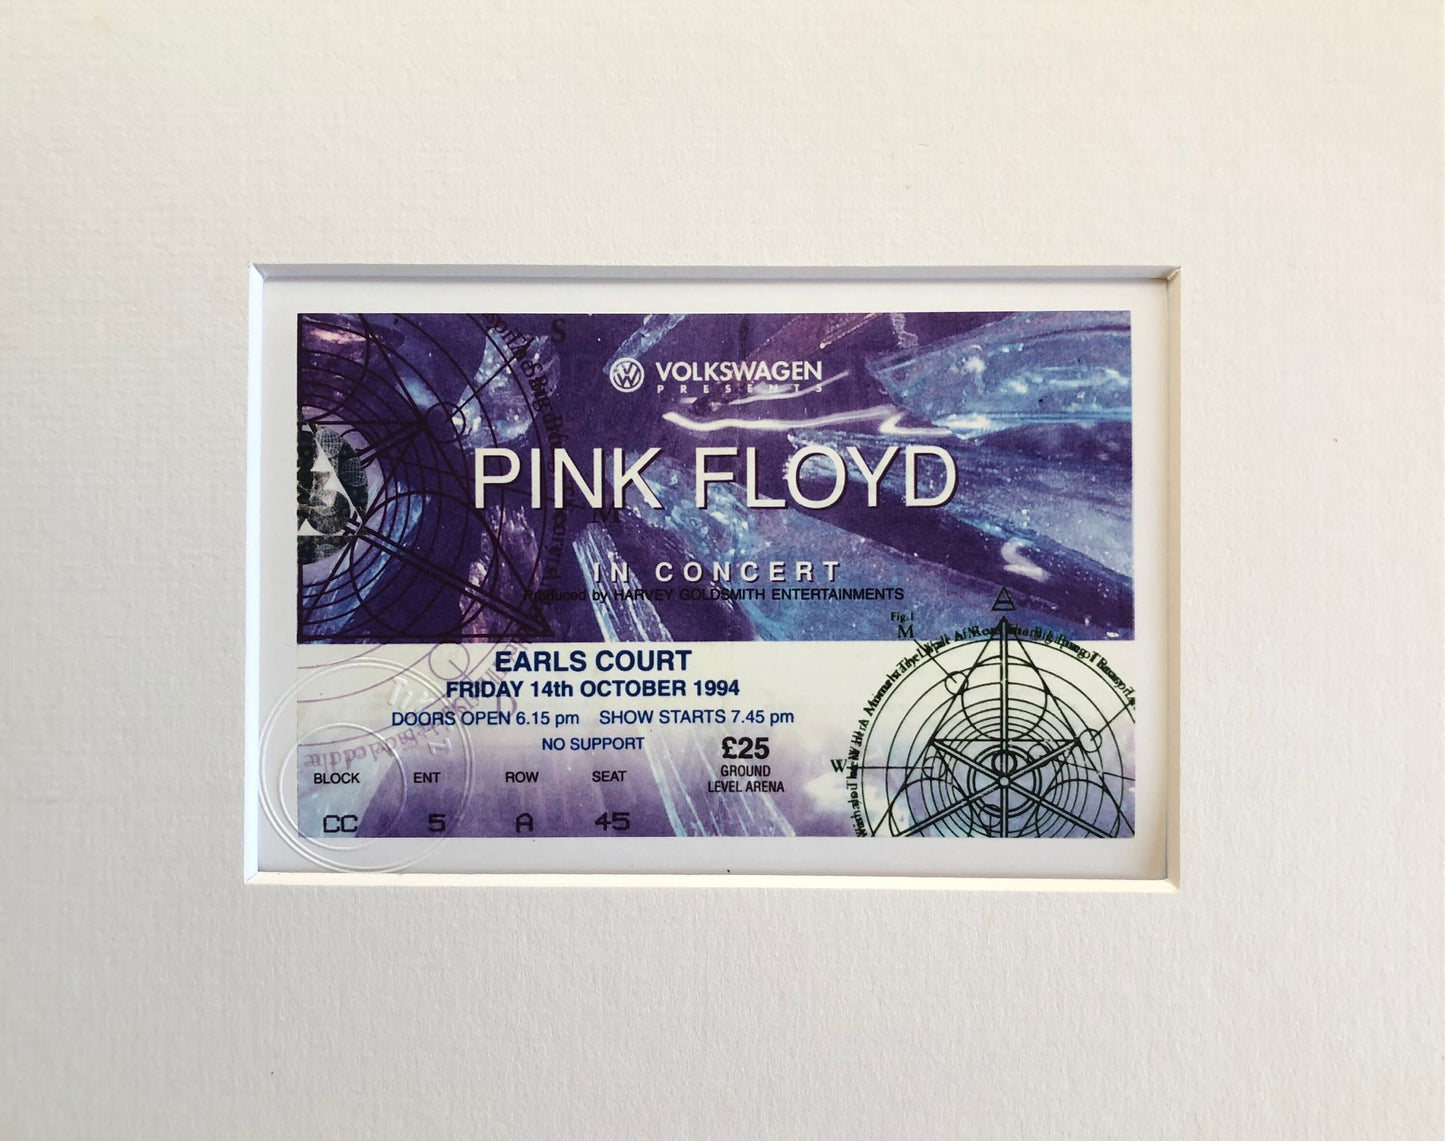 VOLKSWAGEN
PRESENTS
PINK FLOYD
IN CONCERT
Produced by HARVEY GOLDSMITH ENTERTAINMENTS
Fig.1
M
S
M
W
EARLS COURT
FRIDAY 14th OCTOBER 1994
DOORS OPEN 6.15 pm SHOW STARTS 7.45 pm
NO SUPPORT
£25
GROUND
LEVEL ARENA
BLOCK ENT ROW SEAT
CC 5 A 45